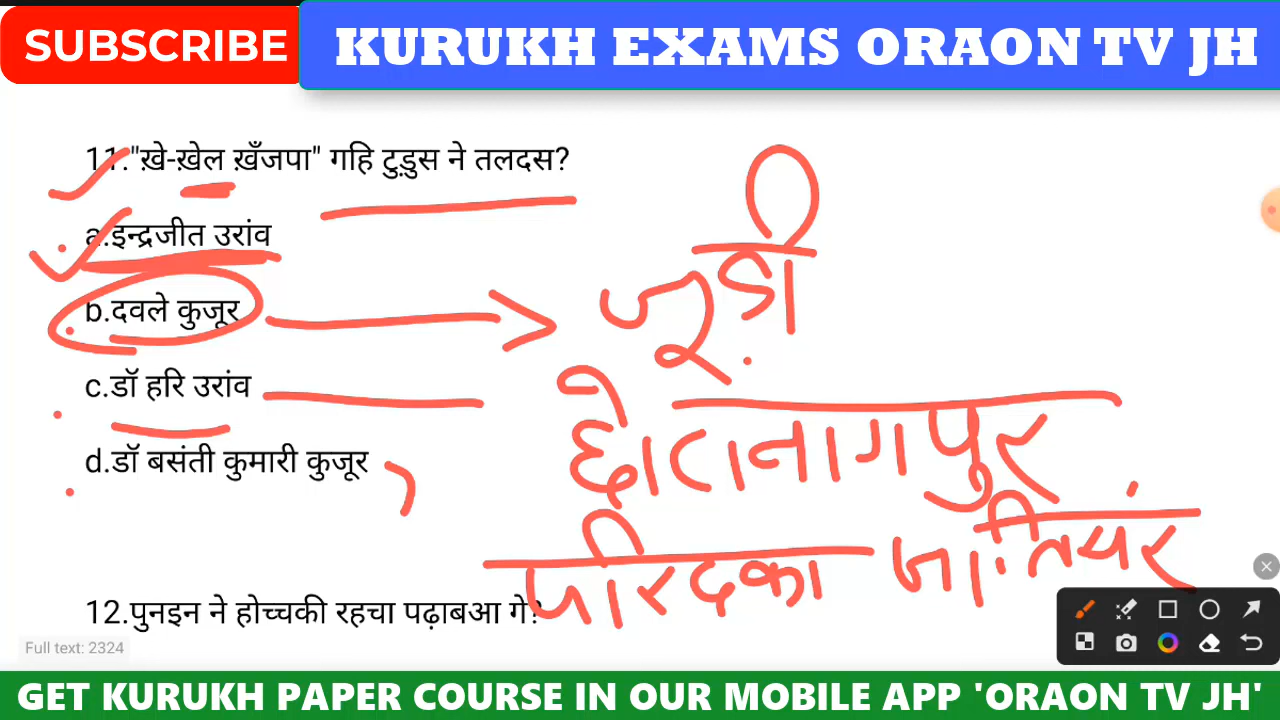 SUBSCRIBE
KURUKH EXAMS ORAON TV JH
11."ख़े-ख़ेल ख़ँजपा" गहि टुड़ुस ने तलदस?
a.इन्द्रजीत उरांव
b.दवले कुजूर
जूड़ी
c.डॉ हरि उरांव
छोटानागपुर
d.डॉ बसंती कुमारी कुजूर
12.पुनइन ने होच्चकी रहचा पढ़ाबआ गे?
Full text: 2324
GET KURUKH PAPER COURSE IN OUR MOBILE APP 'ORAON TV JH'